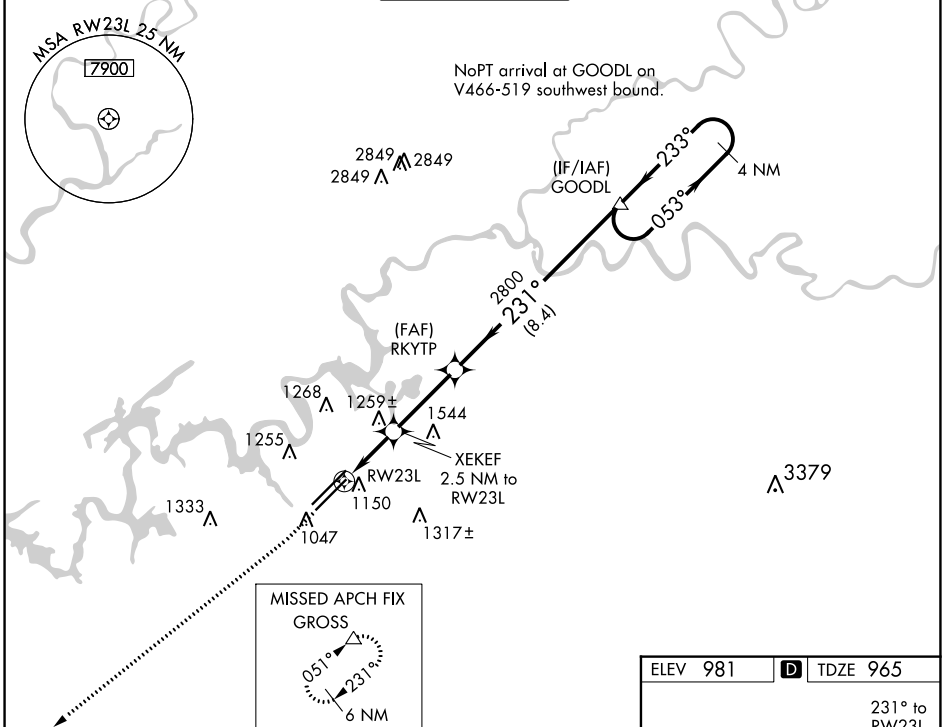 MSA RW23L 25 NM
7900
NoPT arrival at GOODL on
V466-519 southwest bound.
2849
2849
2849
(IF/IAF)
GOODL
233°
053°
4 NM
2800
231°
(8.4)
(FAF)
RKYTP
1268
1259±
1544
1255
XEKEF
2.5 NM to
RW23L
RW23L
1150
3379
1333
1047
1317±
MISSED APCH FIX
GROSS
051°
231°
6 NM
ELEV 981
D
TDZE 965
231° to
RW23L